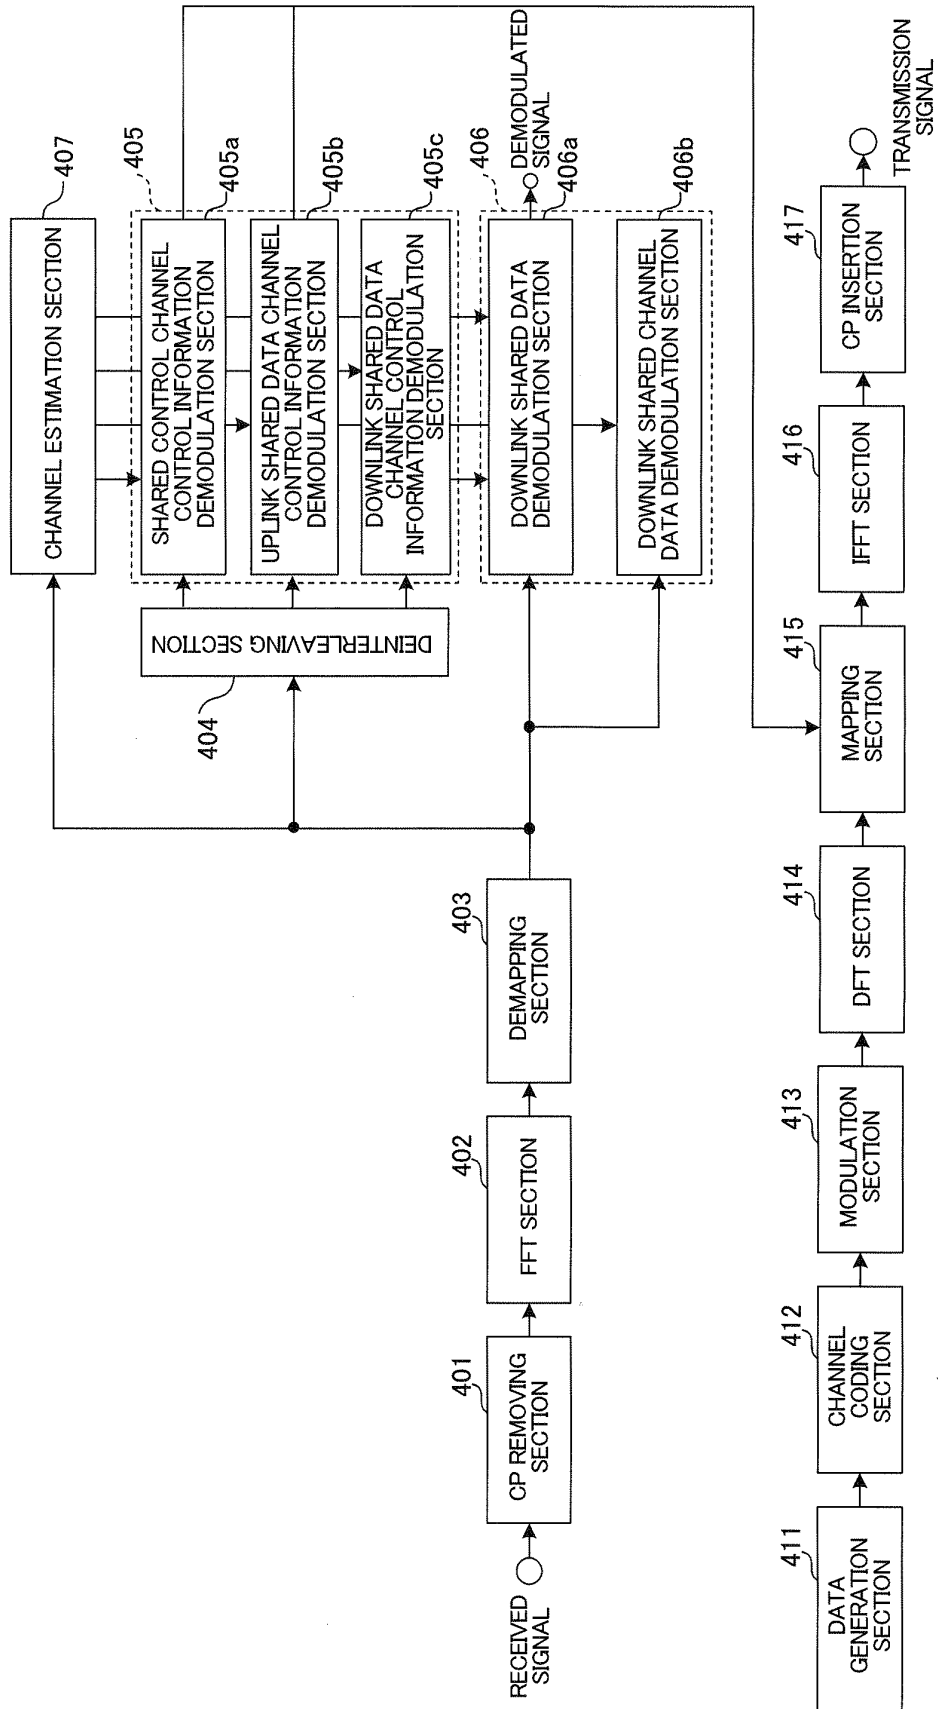 RECEIVED
SIGNAL
401
CP REMOVING
SECTION
402
FFT SECTION
403
DEMAPPING
SECTION
404
DEINTERLEAVING SECTION
407
CHANNEL ESTIMATION SECTION
405
405a
SHARED CONTROL CHANNEL
CONTROL INFORMATION
DEMODULATION SECTION
405b
UPLINK SHARED DATA CHANNEL
CONTROL INFORMATION
DEMODULATION SECTION
405c
DOWNLINK SHARED DATA
CHANNEL CONTROL
INFORMATION DEMODULATION
SECTION
406
406a
DOWNLINK SHARED DATA
DEMODULATION SECTION
DEMODULATED
SIGNAL
406b
DOWNLINK SHARED CHANNEL
DATA DEMODULATION SECTION
411
DATA
GENERATION
SECTION
412
CHANNEL
CODING
SECTION
413
MODULATION
SECTION
414
DFT SECTION
415
MAPPING
SECTION
416
IFFT SECTION
417
CP INSERTION
SECTION
TRANSMISSION
SIGNAL